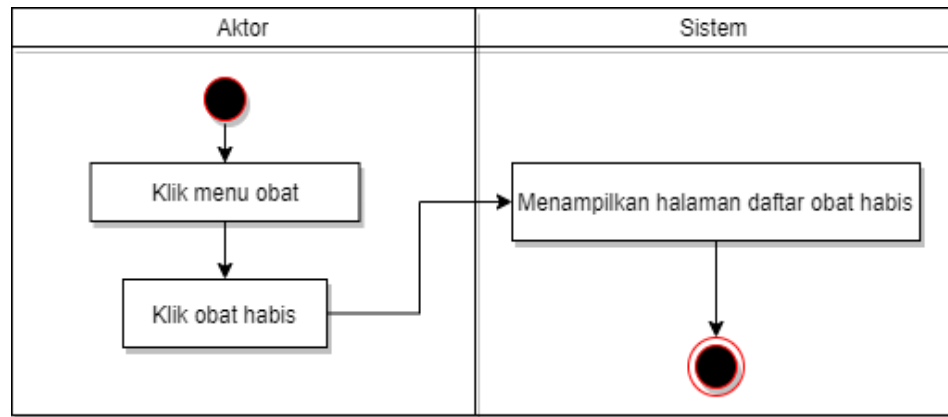 Aktor
Sistem
Klik menu obat
Klik obat habis
Menampilkan halaman daftar obat habis